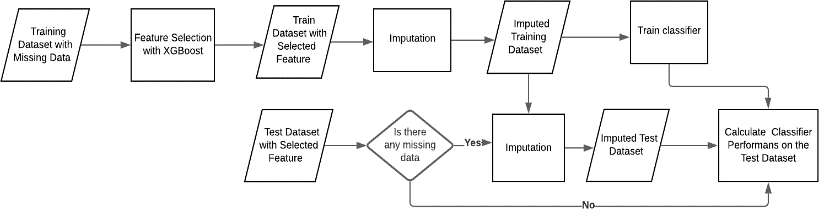 Training
Dataset with
Missing Data
Feature Selection
with XGBoost
Train
Dataset with
Selected
Feature
Imputation
Imputed
Training
Dataset
Train classifier
Test Dataset
with Selected
Feature
Is there
any missing
data
Yes
Imputation
Imputed Test
Dataset
Calculate Classifier
Performans on the
Test Dataset
No